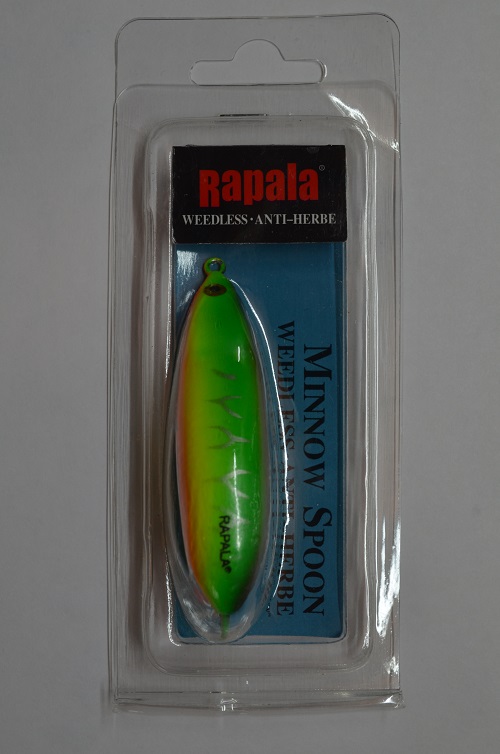 Rapala®
WEEDLESS·ANTI-HERBE
MINNOW SPOON
WEEDLESS ANTI-HERBE
RAPALA®